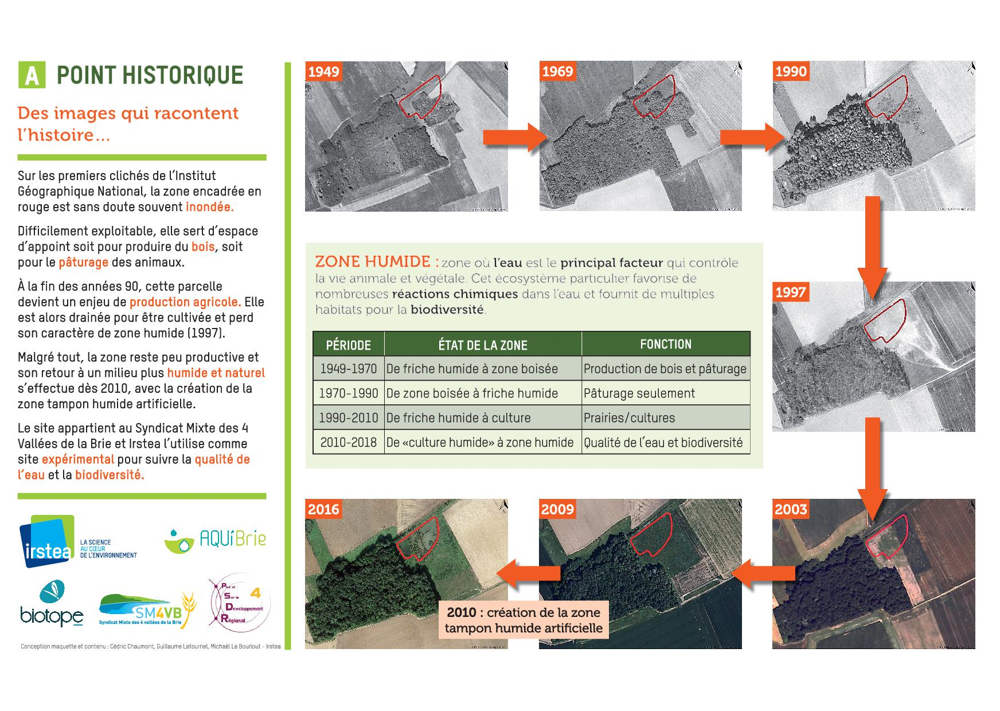 A POINT HISTORIQUE
Des images qui racontent
l'histoire...
Sur les premiers clichés de l'Institut
Géographique National, la zone encadrée en
rouge est sans doute souvent inondée.
Difficilement exploitable, elle sert d'espace
d'appoint soit pour produire du bois, soit
pour le pâturage des animaux.
À la fin des années 90, cette parcelle
devient un enjeu de production agricole. Elle
est alors drainée pour être cultivée et perd
son caractère de zone humide (1997).
Malgré tout, la zone reste peu productive et
son retour à un milieu plus humide et naturel
s'effectue dès 2010, avec la création de la
zone tampon humide artificielle.
Le site appartient au Syndicat Mixte des 4
Vallées de la Brie et Irstea l'utilise comme
site expérimental pour suivre la qualité de
l'eau et la biodiversité.
irstea
LA SCIENCE
AU CŒUR
DE L'ENVIRONNEMENT
AQUiBrie
biotope
SM4VB
Syndicat Mixte des 4 vallées de la Brie
Pour et
Sur le
Developpement
Régional
4
Conception maquette et contenu : Cédric Chaumont, Guillaume Letournel, Michaël Le Bourlout - Irstea
1949
1969
1990
ZONE HUMIDE : zone où l'eau est le principal facteur qui contrôle
la vie animale et végétale. Cet écosystème particulier favorise de
nombreuses réactions chimiques dans l'eau et fournit de multiples
habitats pour la biodiversité.
PÉRIODE ÉTAT DE LA ZONE FONCTION
1949-1970 De friche humide à zone boisée Production de bois et pâturage
1970-1990 De zone boisée à friche humide Pâturage seulement
1990-2010 De friche humide à culture Prairies/cultures
2010-2018 De «culture humide» à zone humide Qualité de l'eau et biodiversité
1997
2016
2009
2003
2010 : création de la zone
tampon humide artificielle